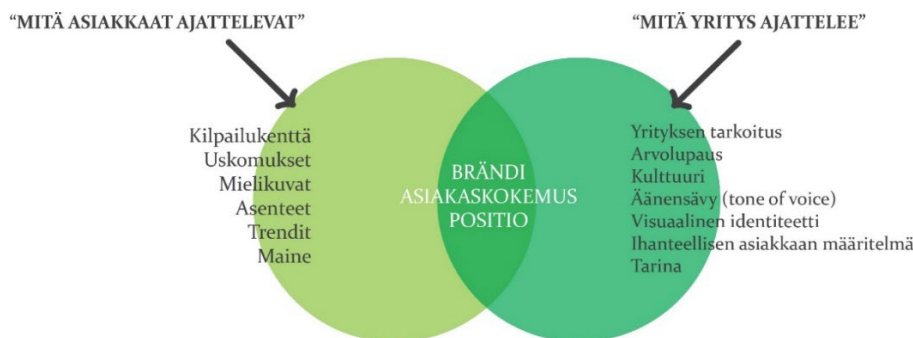 “MITÄ ASIAKKAAT AJATTELEVAT”
“MITÄ YRITYS AJATTELEE”
Kilpailukenttä
Uskomukset
Mielikuvat
Asenteet
Trendit
Maine
BRÄNDI
ASIAKASKOKEMUS
POSITIO
Yrityksen tarkoitus
Arvolupaus
Kulttuuri
Äänensävy (tone of voice)
Visuaalinen identiteetti
Ihanteellisen asiakkaan määritelmä
Tarina